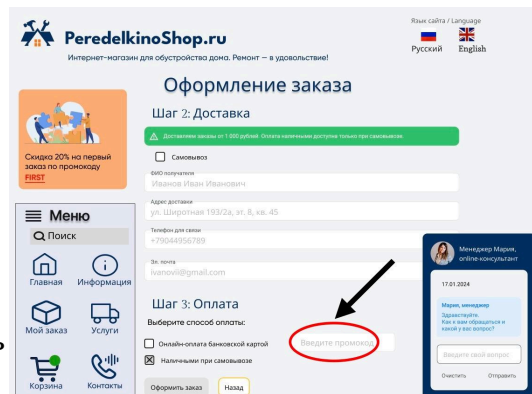 Язык сайта / Language
PeredelkinoShop.ru
Русский English
Интернет-магазин для обустройства дома. Ремонт – в удовольствие!
Оформление заказа
Шаг 2: Доставка
Доставляем заказы от 1 000 рублей. Оплата наличными доступна только при самовывозе.
Самовывоз
ФИО получателя
Иванов Иван Иванович
Адрес доставки
ул. Широтная 193/2а, эт, 8, кв. 45
Телефон для связи
+79044956789
Эл. почта
ivanovii@gmail.com
Шаг 3: Оплата
Выберите способ оплаты:
Онлайн-оплата банковской картой
Введите промокод
Наличными при самовывозе
Оформить заказ Назад
Скидка 20% на первый
заказ по промокоду
FIRST
Меню
Поиск
Главная Информация
Мой заказ Услуги
Корзина Контакты
Менеджер Мария,
online-консультант
17.01.2024
Мария, менеджер
Здравствуйте.
Как к вам обращаться и
какой у вас вопрос?
Введите свой вопрос
Очистить Отправить